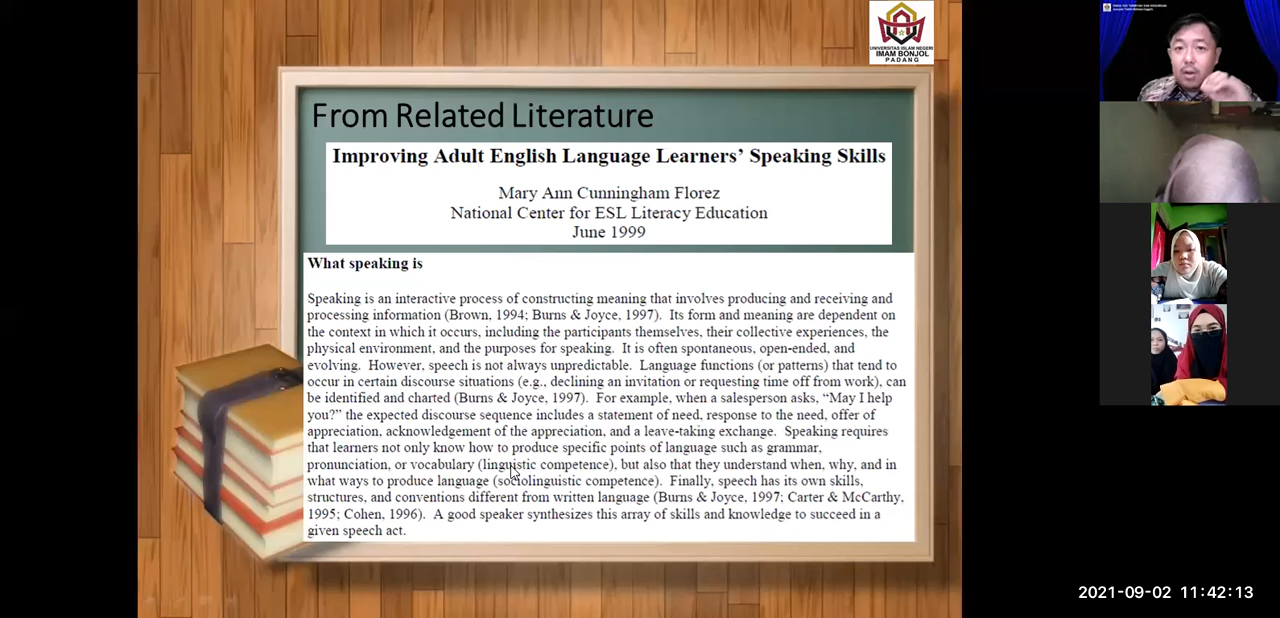 UNIVERSITAS ISLAM NEGERI
IMAM BONJOL
PADANG
From Related Literature
Improving Adult English Language Learners’ Speaking Skills
Mary Ann Cunningham Florez
National Center for ESL Literacy Education
June 1999
What speaking is
Speaking is an interactive process of constructing meaning that involves producing and receiving and
processing information (Brown, 1994; Burns & Joyce, 1997).  Its form and meaning are dependent on
the context in which it occurs, including the participants themselves, their collective experiences, the
physical environment, and the purposes for speaking.  It is often spontaneous, open-ended, and
evolving.  However, speech is not always unpredictable.  Language functions (or patterns) that tend to
occur in certain discourse situations (e.g., declining an invitation or requesting time off from work), can
be identified and charted (Burns & Joyce, 1997).  For example, when a salesperson asks, “May I help
you?” the expected discourse sequence includes a statement of need, response to the need, offer of
appreciation, acknowledgement of the appreciation, and a leave-taking exchange.  Speaking requires
that learners not only know how to produce specific points of language such as grammar,
pronunciation, or vocabulary (linguistic competence), but also that they understand when, why, and in
what ways to produce language (sociolinguistic competence).  Finally, speech has its own skills,
structures, and conventions different from written language (Burns & Joyce, 1997; Carter & McCarthy,
1995; Cohen, 1996).  A good speaker synthesizes this array of skills and knowledge to succeed in a
given speech act.
2021-09-02 11:42:13